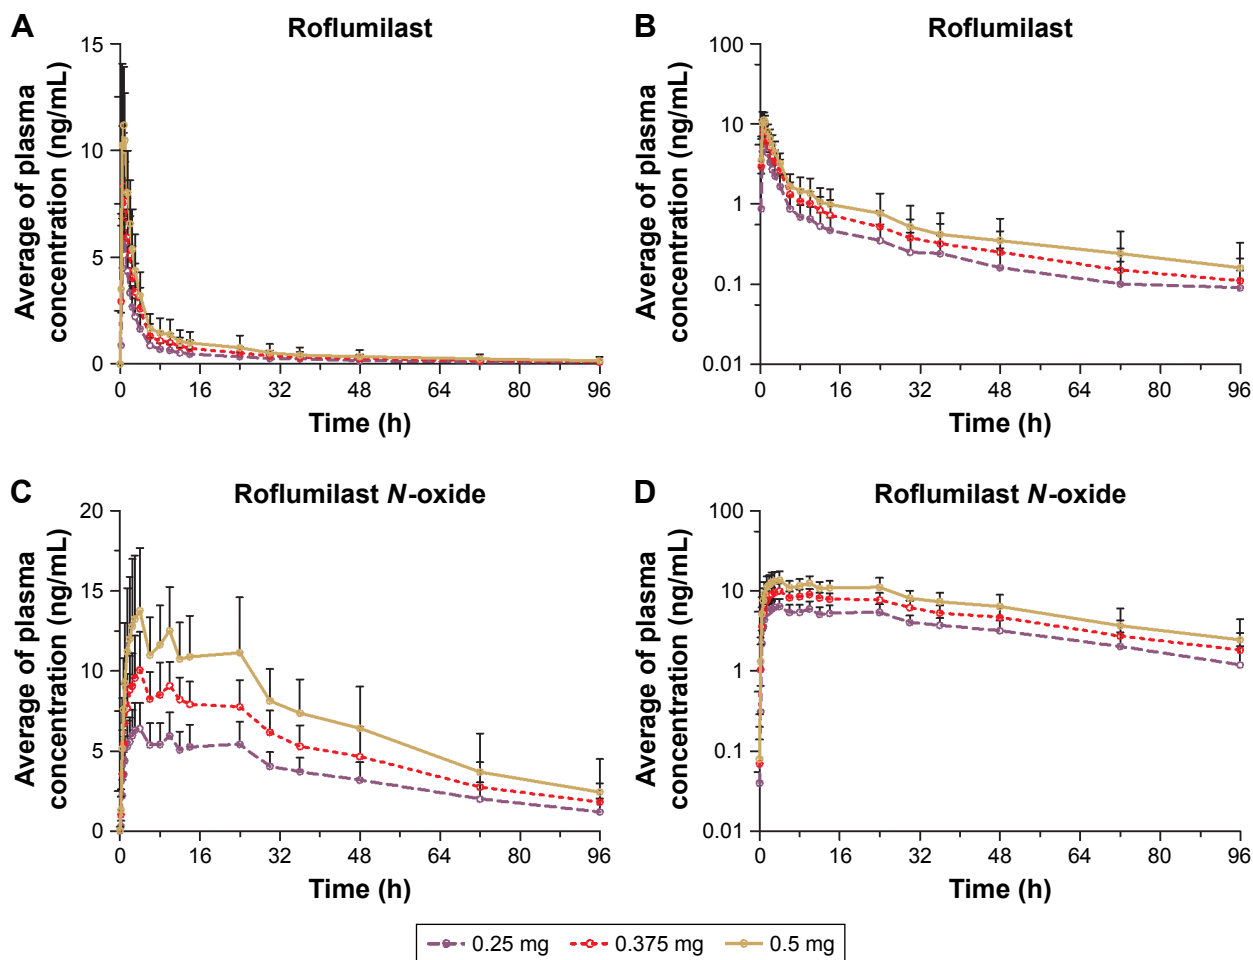 A
Roflumilast
Average of plasma
concentration (ng/mL)
15
10
5
0
0 16 32 48 64 80 96
Time (h)
B
Roflumilast
Average of plasma
concentration (ng/mL)
100
10
1
0.1
0.01
0 16 32 48 64 80 96
Time (h)
C
Roflumilast N-oxide
Average of plasma
concentration (ng/mL)
20
15
10
5
0
0 16 32 48 64 80 96
Time (h)
D
Roflumilast N-oxide
Average of plasma
concentration (ng/mL)
100
10
1
0.1
0.01
0 16 32 48 64 80 96
Time (h)
0.25 mg 0.375 mg 0.5 mg